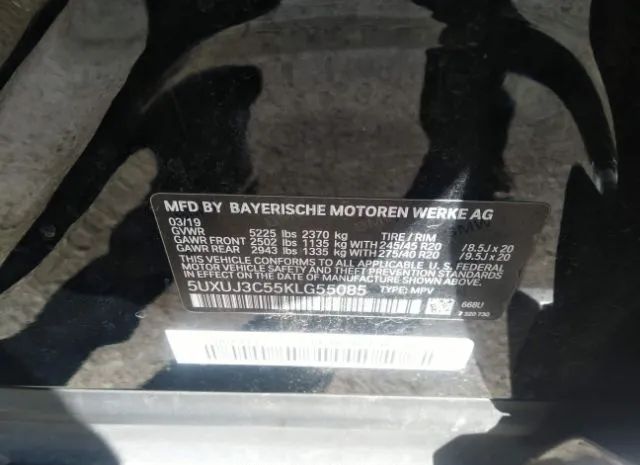 MFD BY BAYERISCHE MOTOREN WERKE AG
03/19
GVWR 5225 lbs 2370 kg TIRE / RIM
GAWR FRONT 2502 lbs 1135 kg WITH 245/45 R20 /8.5J x 20
GAWR REAR 2943 lbs 1335 kg WITH 275/40 R20 /9.5J x 20
THIS VEHICLE CONFORMS TO ALL APPLICABLE U.S. FEDERAL
MOTOR VEHICLE SAFETY STANDARDS IN EFFECT ON
THE DATE OF MANUFACTURE SHOWN ABOVE.
5UXUJ3C55KLG55085 TYPE: MPV
668U
7 320 730